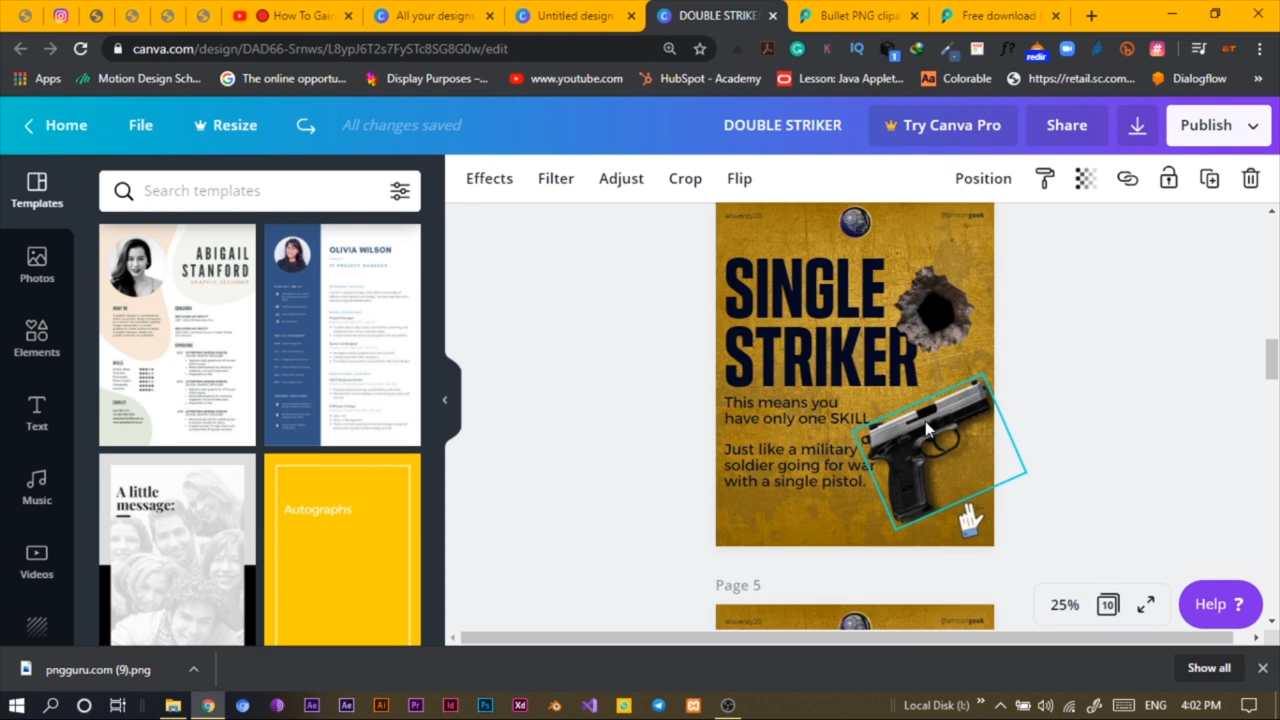 How To Gai
All your designs
Untitled design
DOUBLE STRIKE
Bullet PNG clipa
Free download
canva.com/design/DAD66-Srnws/L8ypJ6T2s7FySTc8SG8G0w/edit
Apps
Motion Design Sch...
The online opportu...
Display Purposes –...
www.youtube.com
HubSpot - Academy
Lesson: Java Applet...
Aa Colorable
https://retail.sc.com...
Dialogflow
Home
File
Resize
All changes saved
DOUBLE STRIKER
Try Canva Pro
Share
Publish
Templates
Photos
Elements
Text
Music
Videos
Search templates
ABIGAIL
STANFORD
GRAPHIC DESIGNER
OLIVIA WILSON
A little
message:
Autographs
Effects
Filter
Adjust
Crop
Flip
Position
@africangeek
SINGLE
STRIKER
This means you
have only one SKILL
Just like a military
soldier going for war
with a single pistol.
Page 5
@africangeek
25%
10
Help ?
pngguru.com (9).png
Show all
Local Disk (I:)
ENG
4:02 PM